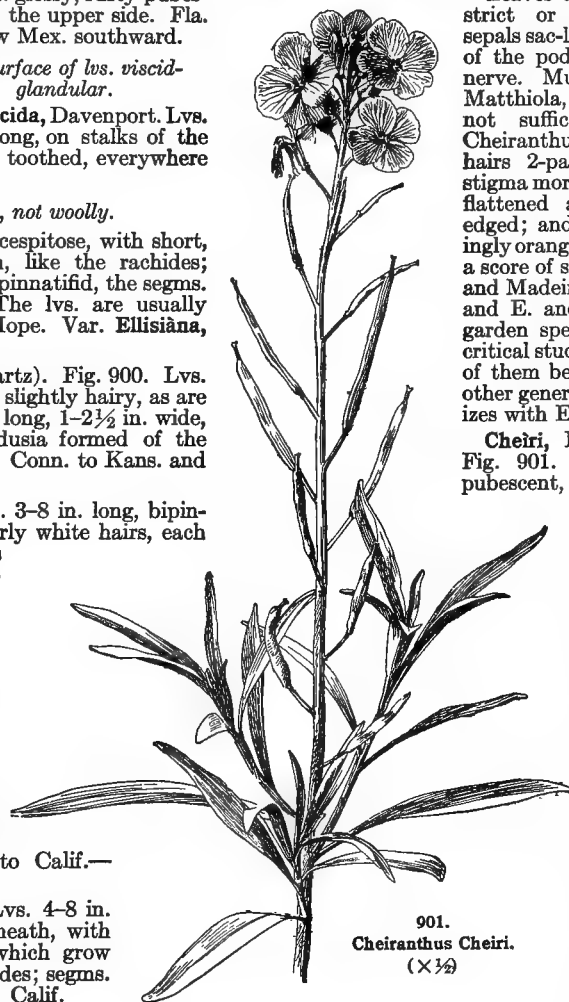 the upper side. Fla.
w Mex. southward.
urface of lvs. viscid-
glandular.
cida, Davenport. Lvs.
ong, on stalks of the
toothed, everywhere
, not woolly.
cespitose, with short,
n, like the rachides;
pinnatifid, the segms.
The lvs. are usually
Hope. Var. Ellisiàna,
artz). Fig. 900. Lvs.
slightly hairy, as are
long, 1–2½ in. wide,
dusia formed of the
Conn. to Kans. and
. 3–8 in. long, bipin-
rly white hairs, each
to Calif.—
Lvs. 4–8 in.
neath, with
which grow
des; segms.
Calif.
strict or
sepals sac-l
of the pod
nerve. Mu
Matthiola,
not suffic
Cheiranthu
hairs 2-pa
stigma mor
flattened a
edged; and
ingly orang
a score of s
and Madeir
and E. and
garden spe
critical stud
of them be
other gener
izes with E
Cheìri, L
Fig. 901.
pubescent,
901.
Cheiranthus Cheiri.
(×½)